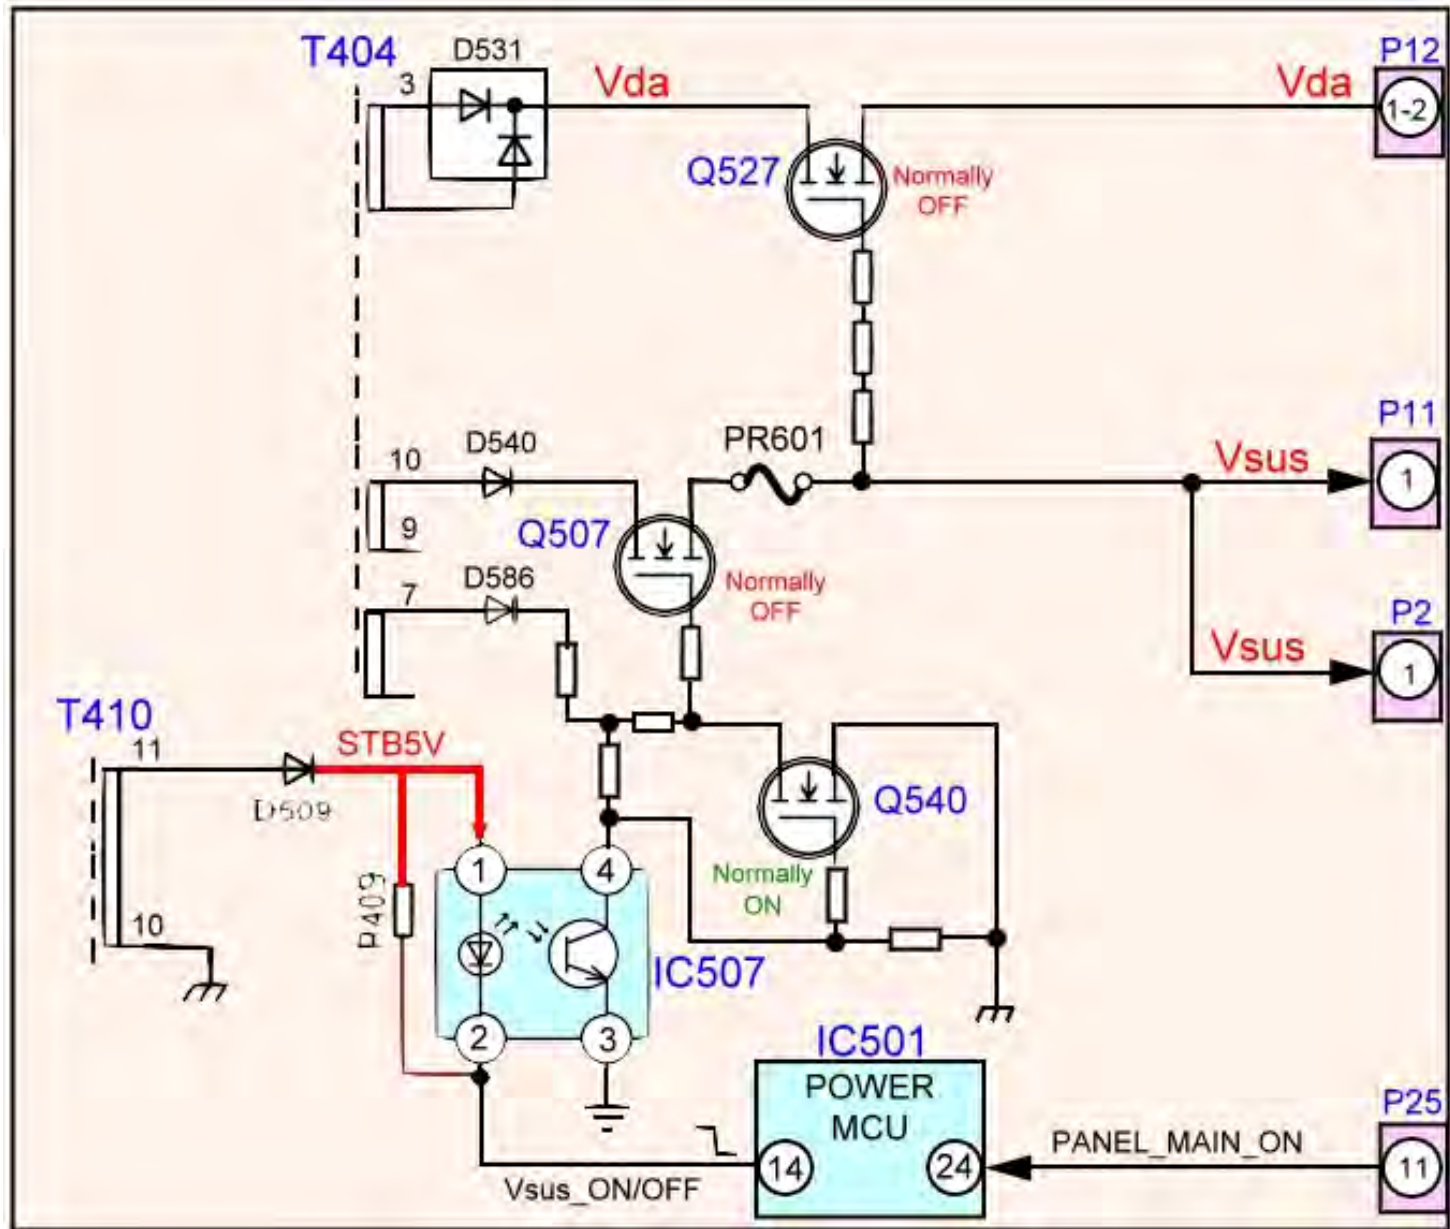 T404
D531
3
Vda
Vda
P12
1-2
Q527
Normally
OFF
P11
10
D540
PR601
Vsus
1
9
Q507
7
D586
Normally
OFF
P2
Vsus
1
T410
11
STB5V
D509
Q540
R409
1
4
Normally
ON
10
IC507
2
3
IC501
POWER
MCU
P25
14
24
PANEL_MAIN_ON
11
Vsus_ON/OFF